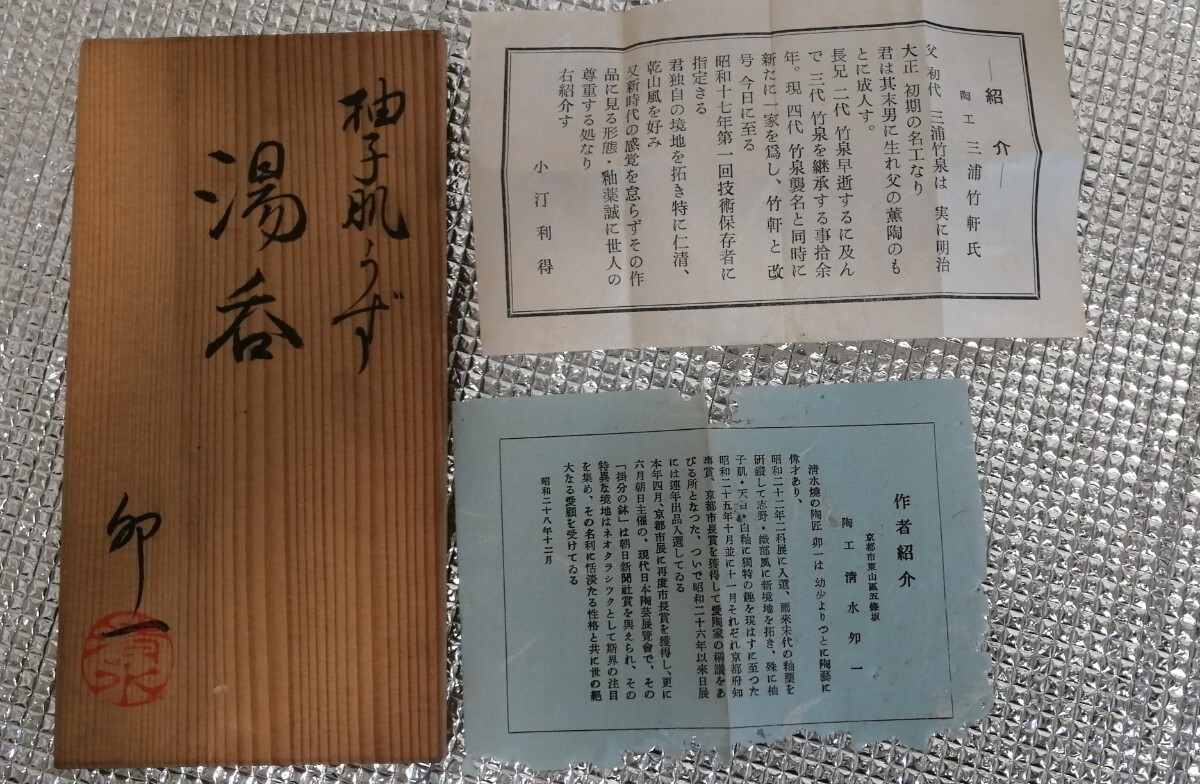 柚子肌うず
湯呑
卯一
清水
―紹介―
陶工 三浦竹軒氏
父 初代 三浦竹泉は 実に明治
大正 初期の名工なり
君は其末男に生れ父の薫陶のも
とに成人す。
長兄 二代 竹泉早逝するに及ん
で 三代 竹泉を継承する事拾余
年。現 四代 竹泉襲名と同時に
新たに一家を爲し、竹軒と 改
号 今日に至る
昭和十七年第一回技術保存者に
指定さる
君独自の境地を拓き特に仁清、
乾山風を好み
又新時代の感覚を怠らずその作
品に見る形態・釉薬誠に世人の
尊重する処なり
右紹介す
小汀利得
作者紹介
京都市東山區五條坂
陶工 淸水卯一
淸水燒の陶匠 卯一は 幼少よりつとに陶藝に
偉才あり、
昭和二十二年二科展に入選、爾來宋代の釉藥を
硏鑽して志野・織部風に新境地を拓き、殊に柚
子肌・天目・白釉に獨特の趣を現はすに至つた
昭和二十五年十月並に十一月それぞれ京都府知
事賞、京都市長賞を獲得して愛陶家の稱讃をあ
びる所となつた、ついで昭和二十六年以來日展
には連年出品入選してゐる
本年四月、京都市展に再度市長賞を獲得し、更に
六月朝日主催の、現代日本陶芸展覽會で、その
「掛分の鉢」は朝日新聞社賞を與えられ、その
特異な境地はネオクラシツクとして斯界の注目
を集め、その名利に恬淡たる性格と共に世の絶
大なる愛顧を受けてゐる
昭和二十八年十二月